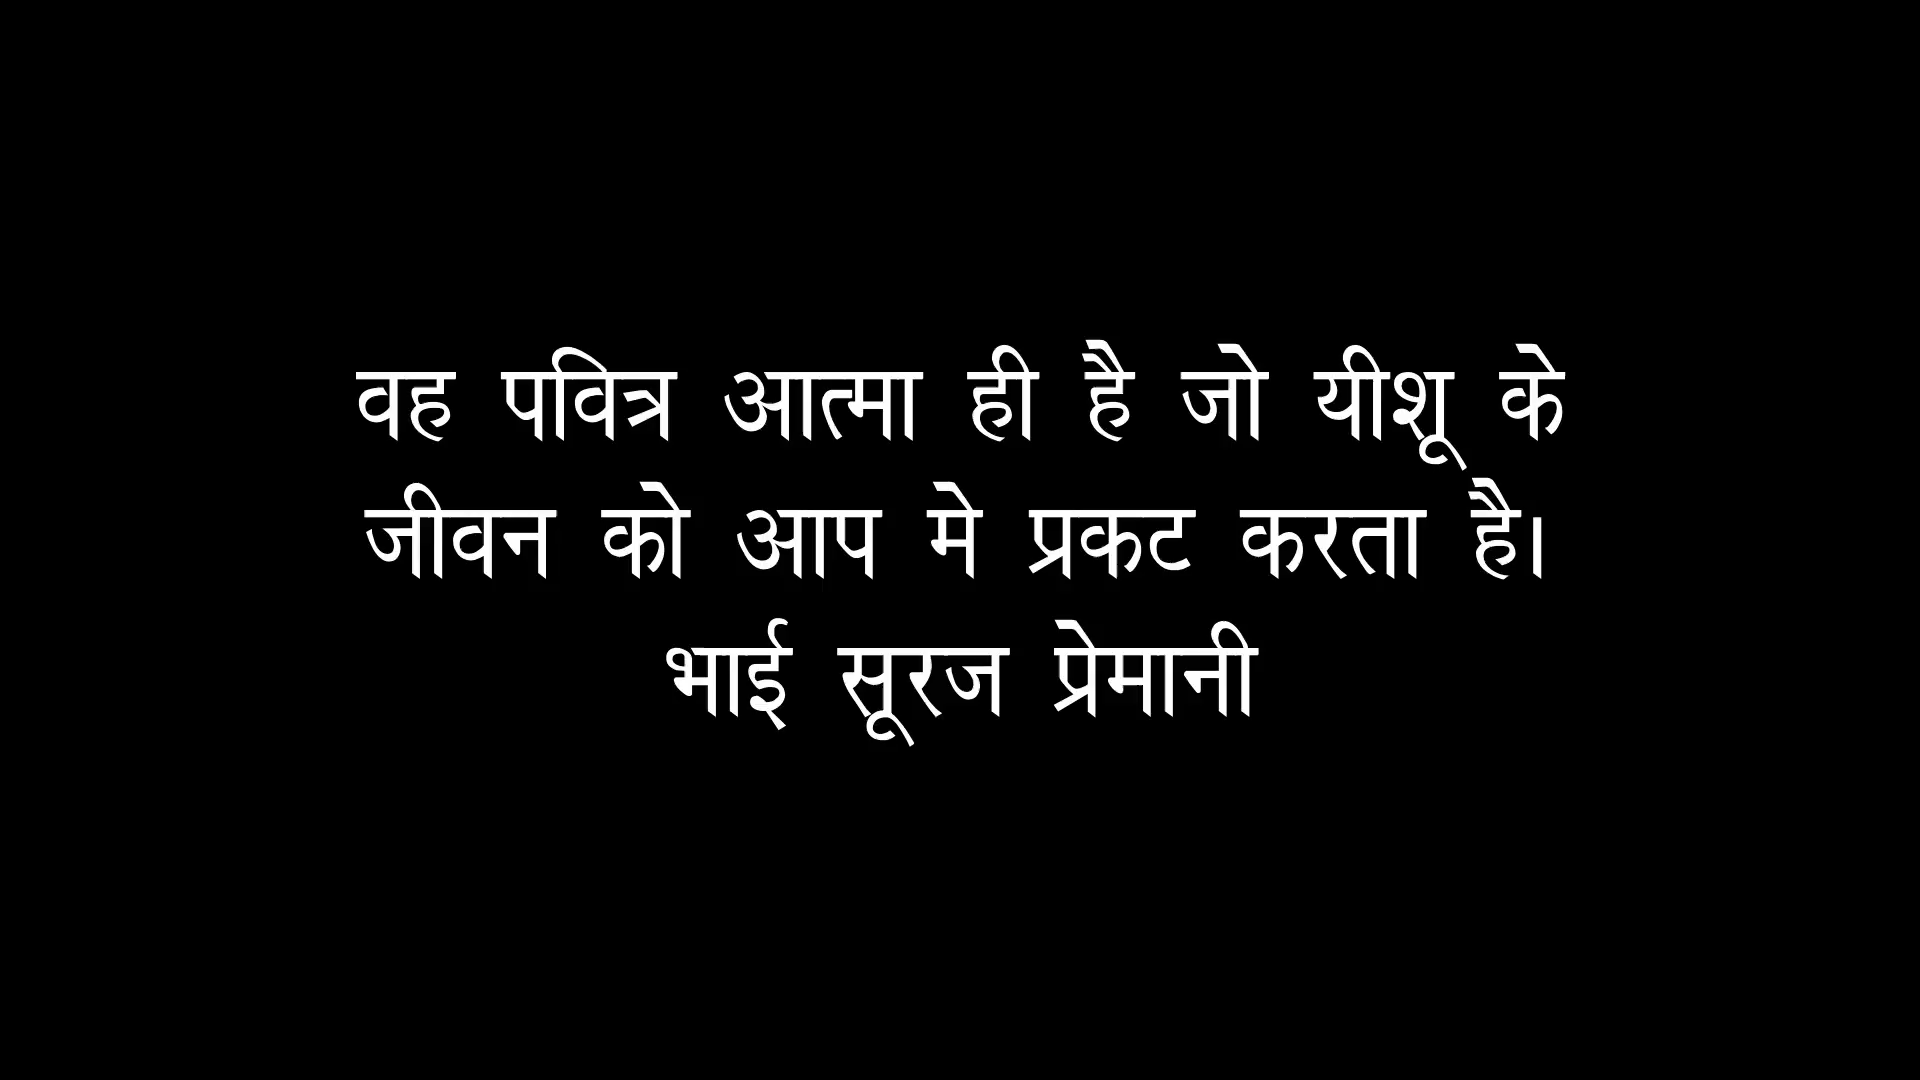 वह पवित्र आत्मा ही है जो यीशू के
जीवन को आप मे प्रकट करता है।
भाई सूरज प्रेमानी